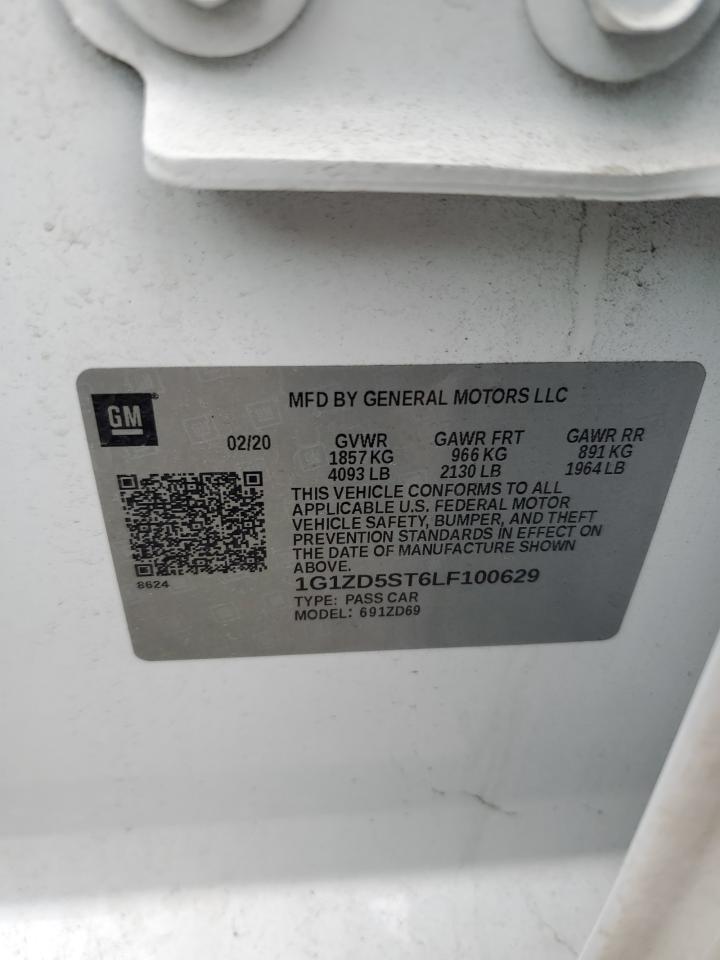 GM
MFD BY GENERAL MOTORS LLC
02/20 GVWR GAWR FRT GAWR RR
1857 KG 966 KG 891 KG
4093 LB 2130 LB 1964 LB
THIS VEHICLE CONFORMS TO ALL
APPLICABLE U.S. FEDERAL MOTOR
VEHICLE SAFETY, BUMPER, AND THEFT
PREVENTION STANDARDS IN EFFECT ON
THE DATE OF MANUFACTURE SHOWN
ABOVE.
8624
1G1ZD5ST6LF100629
TYPE: PASS CAR
MODEL: 691ZD69